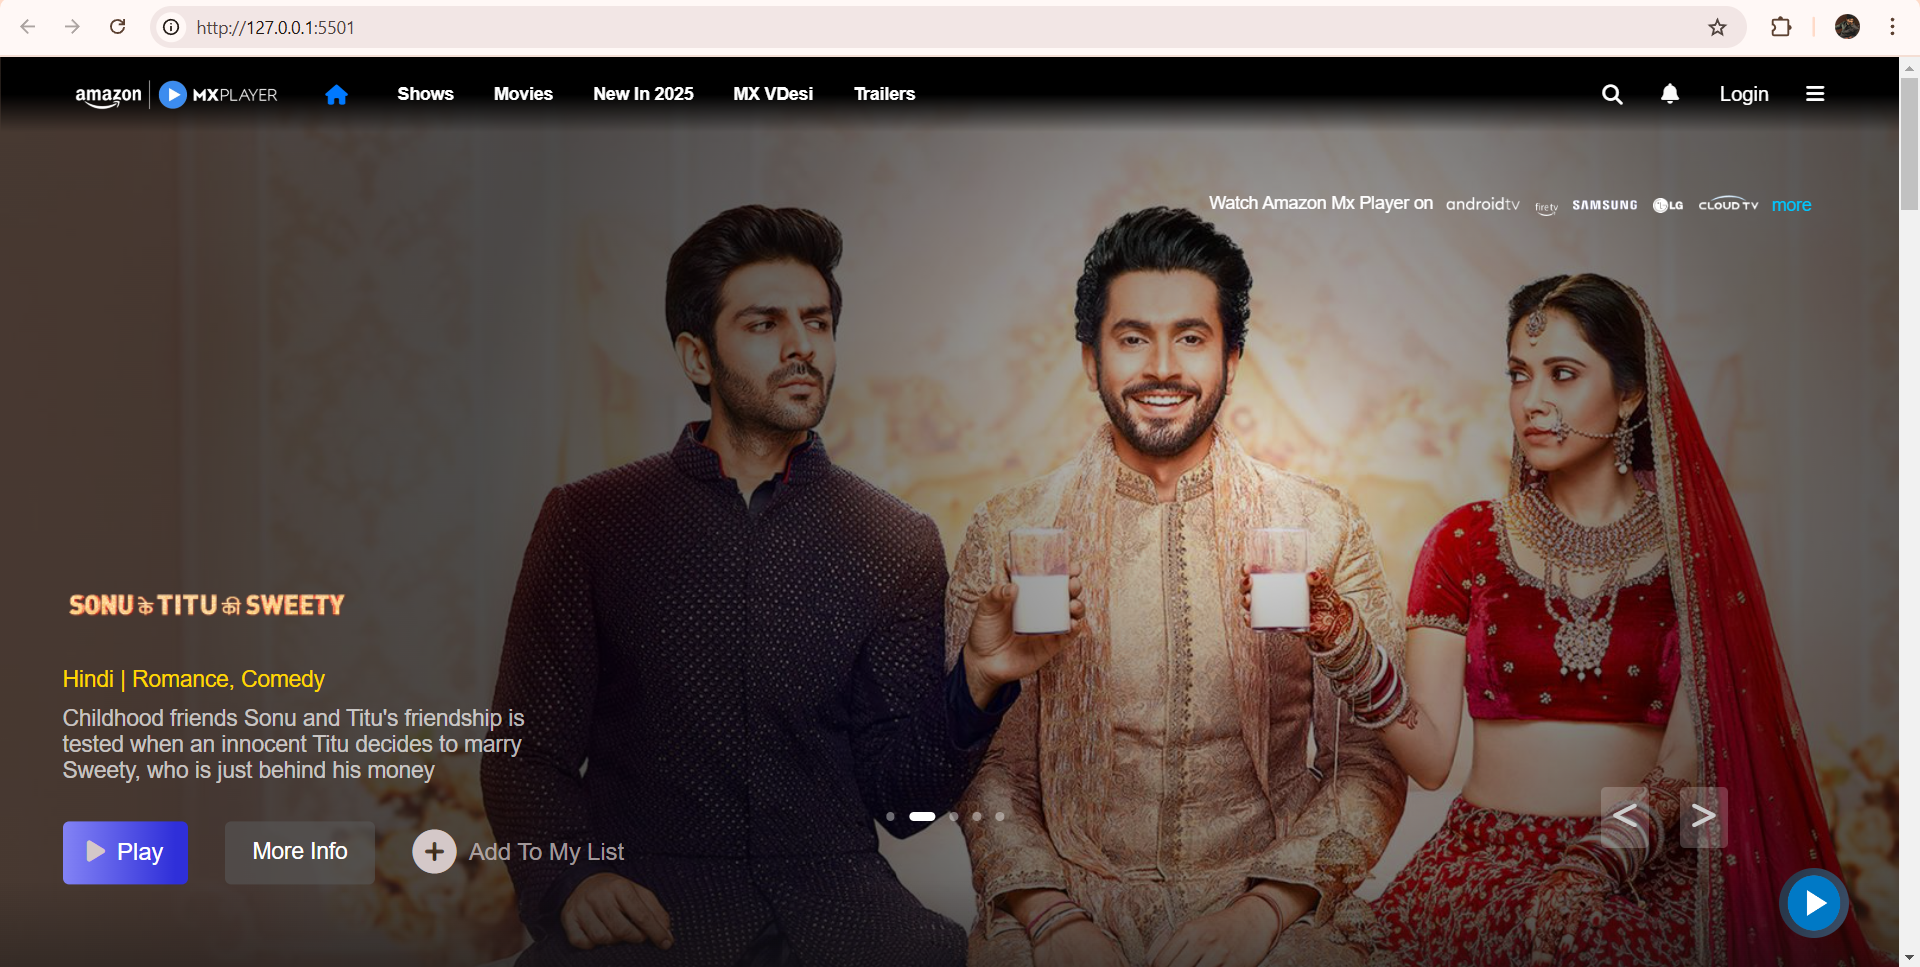 http://127.0.0.1:5501
amazon MXPLAYER Shows Movies New In 2025 MX VDesi Trailers Login
Watch Amazon Mx Player on androidtv firetv SAMSUNG LG CLOUD TV more
SONU के TITU की SWEETY
Hindi | Romance, Comedy
Childhood friends Sonu and Titu's friendship is
tested when an innocent Titu decides to marry
Sweety, who is just behind his money
< >
Play More Info + Add To My List